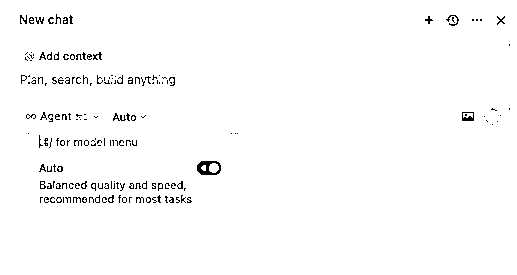 New chat
Add context
Plan, search, build anything
Agent Auto
⌘/ for model menu
Auto
Balanced quality and speed,
recommended for most tasks